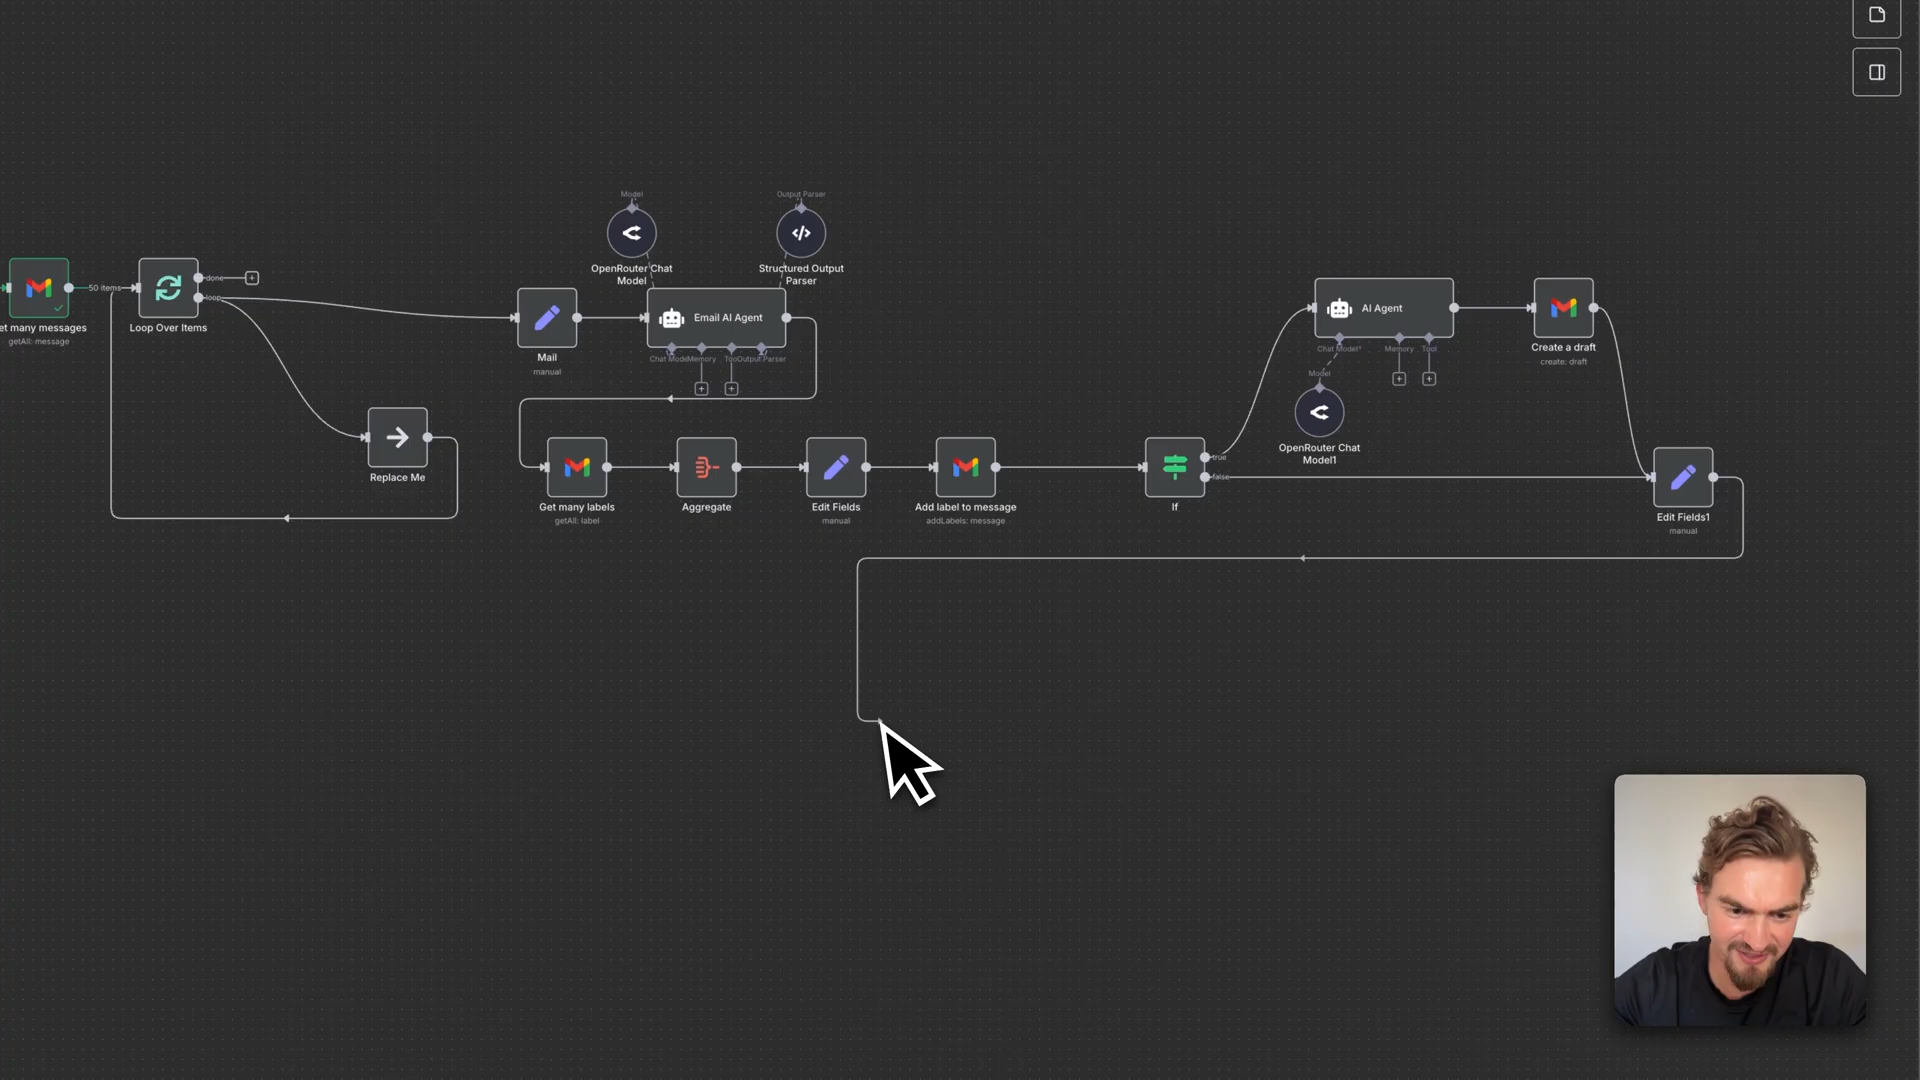 Model
Output Parser
OpenRouter Chat
Model
Structured Output
Parser
50 items
done
loop
et many messages
getAll: message
Loop Over Items
Mail
manual
Email AI Agent
Memory
Output Parser
AI Agent
Chat Model*
Memory
Tool
Create a draft
create: draft
Model
OpenRouter Chat
Model1
Replace Me
Get many labels
getAll: label
Aggregate
Edit Fields
manual
Add label to message
addLabels: message
true
false
If
Edit Fields1
manual